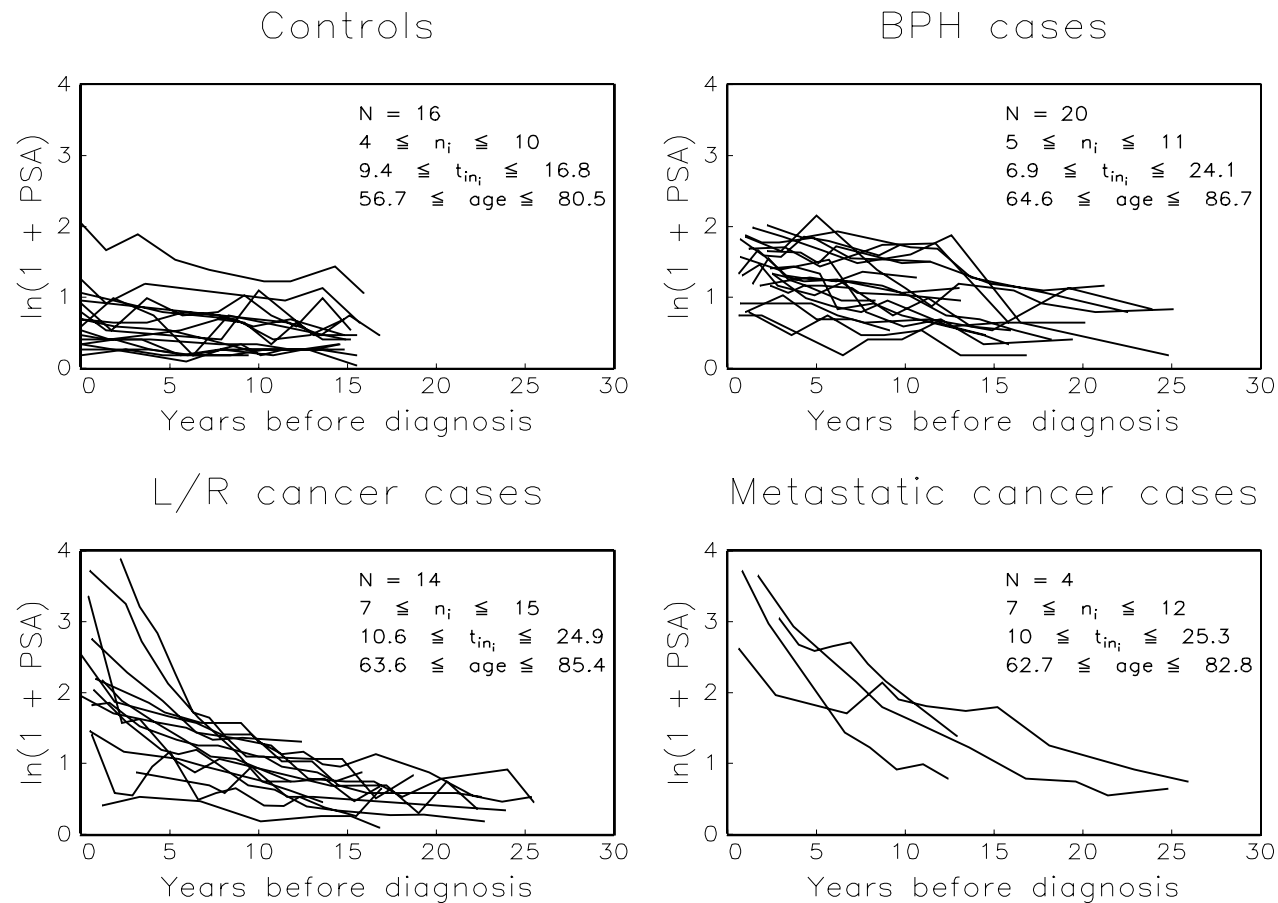 Controls
ln(1 + PSA)
4
3
2
1
0
N = 16
4 ≦ n_i ≦ 10
9.4 ≦ t_in_i ≦ 16.8
56.7 ≦ age ≦ 80.5
0 5 10 15 20 25 30
Years before diagnosis
BPH cases
ln(1 + PSA)
4
3
2
1
0
N = 20
5 ≦ n_i ≦ 11
6.9 ≦ t_in_i ≦ 24.1
64.6 ≦ age ≦ 86.7
0 5 10 15 20 25 30
Years before diagnosis
L/R cancer cases
ln(1 + PSA)
4
3
2
1
0
N = 14
7 ≦ n_i ≦ 15
10.6 ≦ t_in_i ≦ 24.9
63.6 ≦ age ≦ 85.4
0 5 10 15 20 25 30
Years before diagnosis
Metastatic cancer cases
ln(1 + PSA)
4
3
2
1
0
N = 4
7 ≦ n_i ≦ 12
10 ≦ t_in_i ≦ 25.3
62.7 ≦ age ≦ 82.8
0 5 10 15 20 25 30
Years before diagnosis